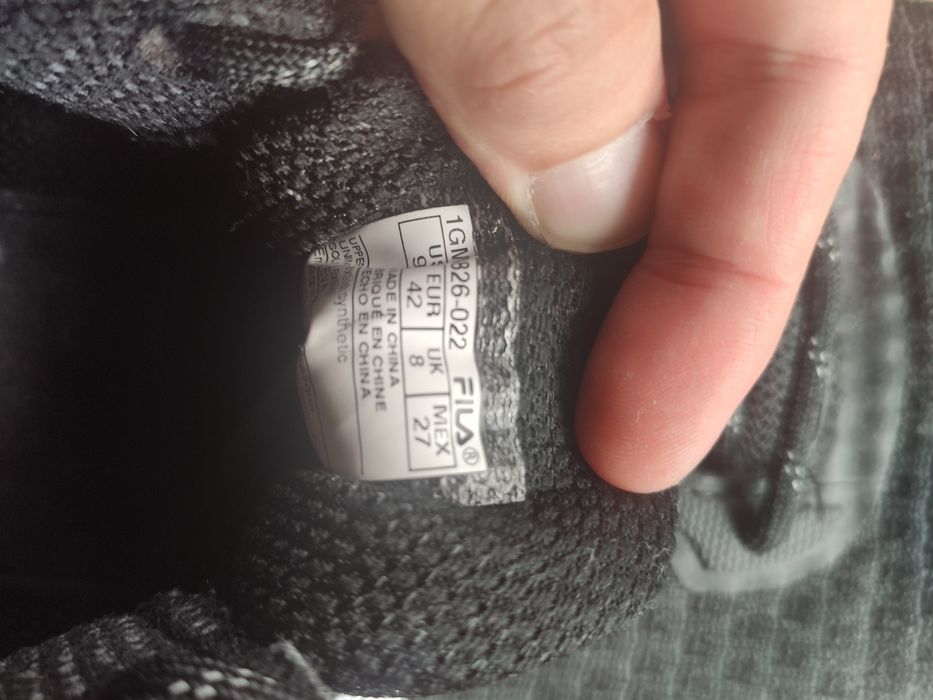 1GN826-022 FILA®
US EUR UK MEX
9 42 8 27
MADE IN CHINA
FABRIQUÉ EN CHINE
HECHO EN CHINA
synthetic